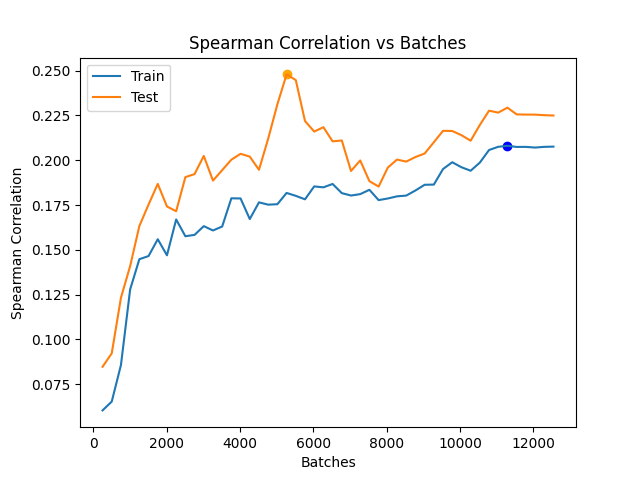 Spearman Correlation vs Batches
Train
Test
0.250
0.225
0.200
0.175
0.150
0.125
0.100
0.075
Spearman Correlation
0 2000 4000 6000 8000 10000 12000
Batches